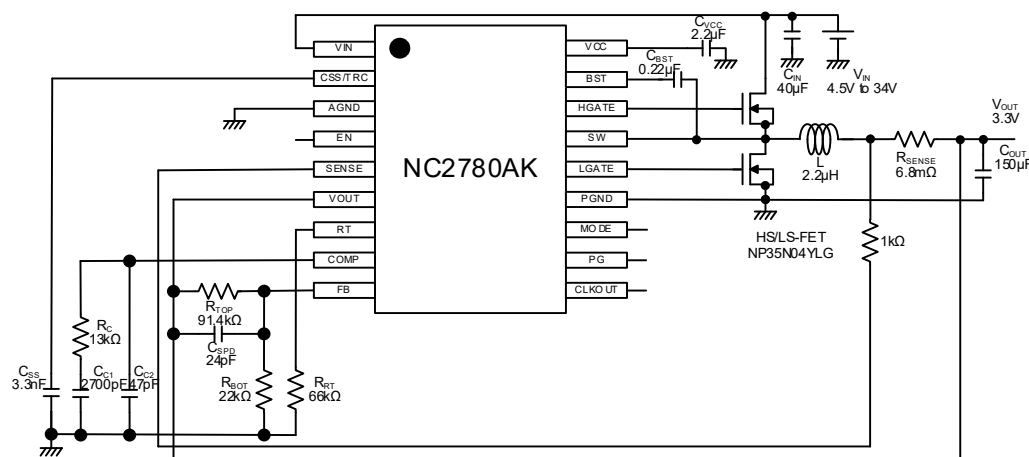 VIN
CSS/TRC
AGND
EN
SENSE
VOUT
RT
COMP
FB
NC2780AK
VCC
BST
HGATE
SW
LGATE
PGND
MODE
PG
CLKOUT
CVCC
2.2μF
CBST
0.22μF
CIN
40μF
VIN
4.5V to 34V
VOUT
3.3V
COUT
150μF
RSENSE
6.8mΩ
L
2.2μH
HS/LS-FET
NP35N04YLG
1kΩ
RTOP
91.4kΩ
CSPD
24pF
RC
13kΩ
CSS
3.3nF
CC1
2700pF
CC2
47pF
RBOT
22kΩ
RRT
66kΩ